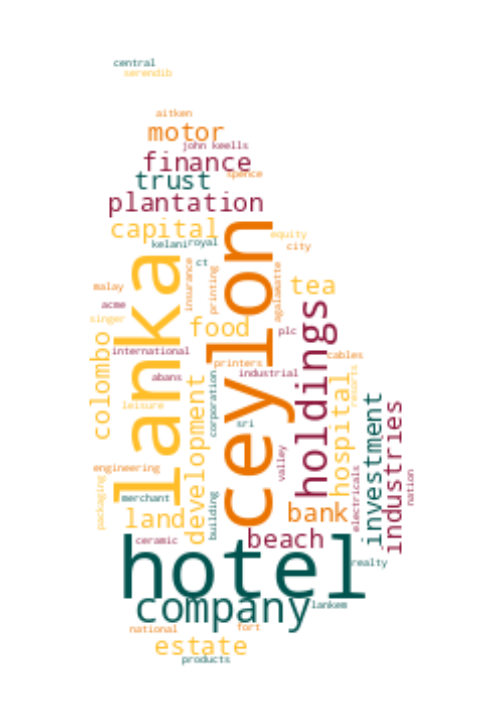 central
serendib
aitken
motor
john keells
finance
spence
trust
plantation
capital
equity
kelani
royal
city
ct
lanka
ceylon
insurance
printing
agalawatte
malay
tea
acme
singer
food
holdings
plc
colombo
international
cables
printers
abans
industrial
hospital
resorts
development
corporation
leisure
sri
investment
industries
valley
engineering
packaging
merchant
building
electricals
nation
land
bank
ceramic
beach
hotel
realty
company
lankem
national
fort
estate
products